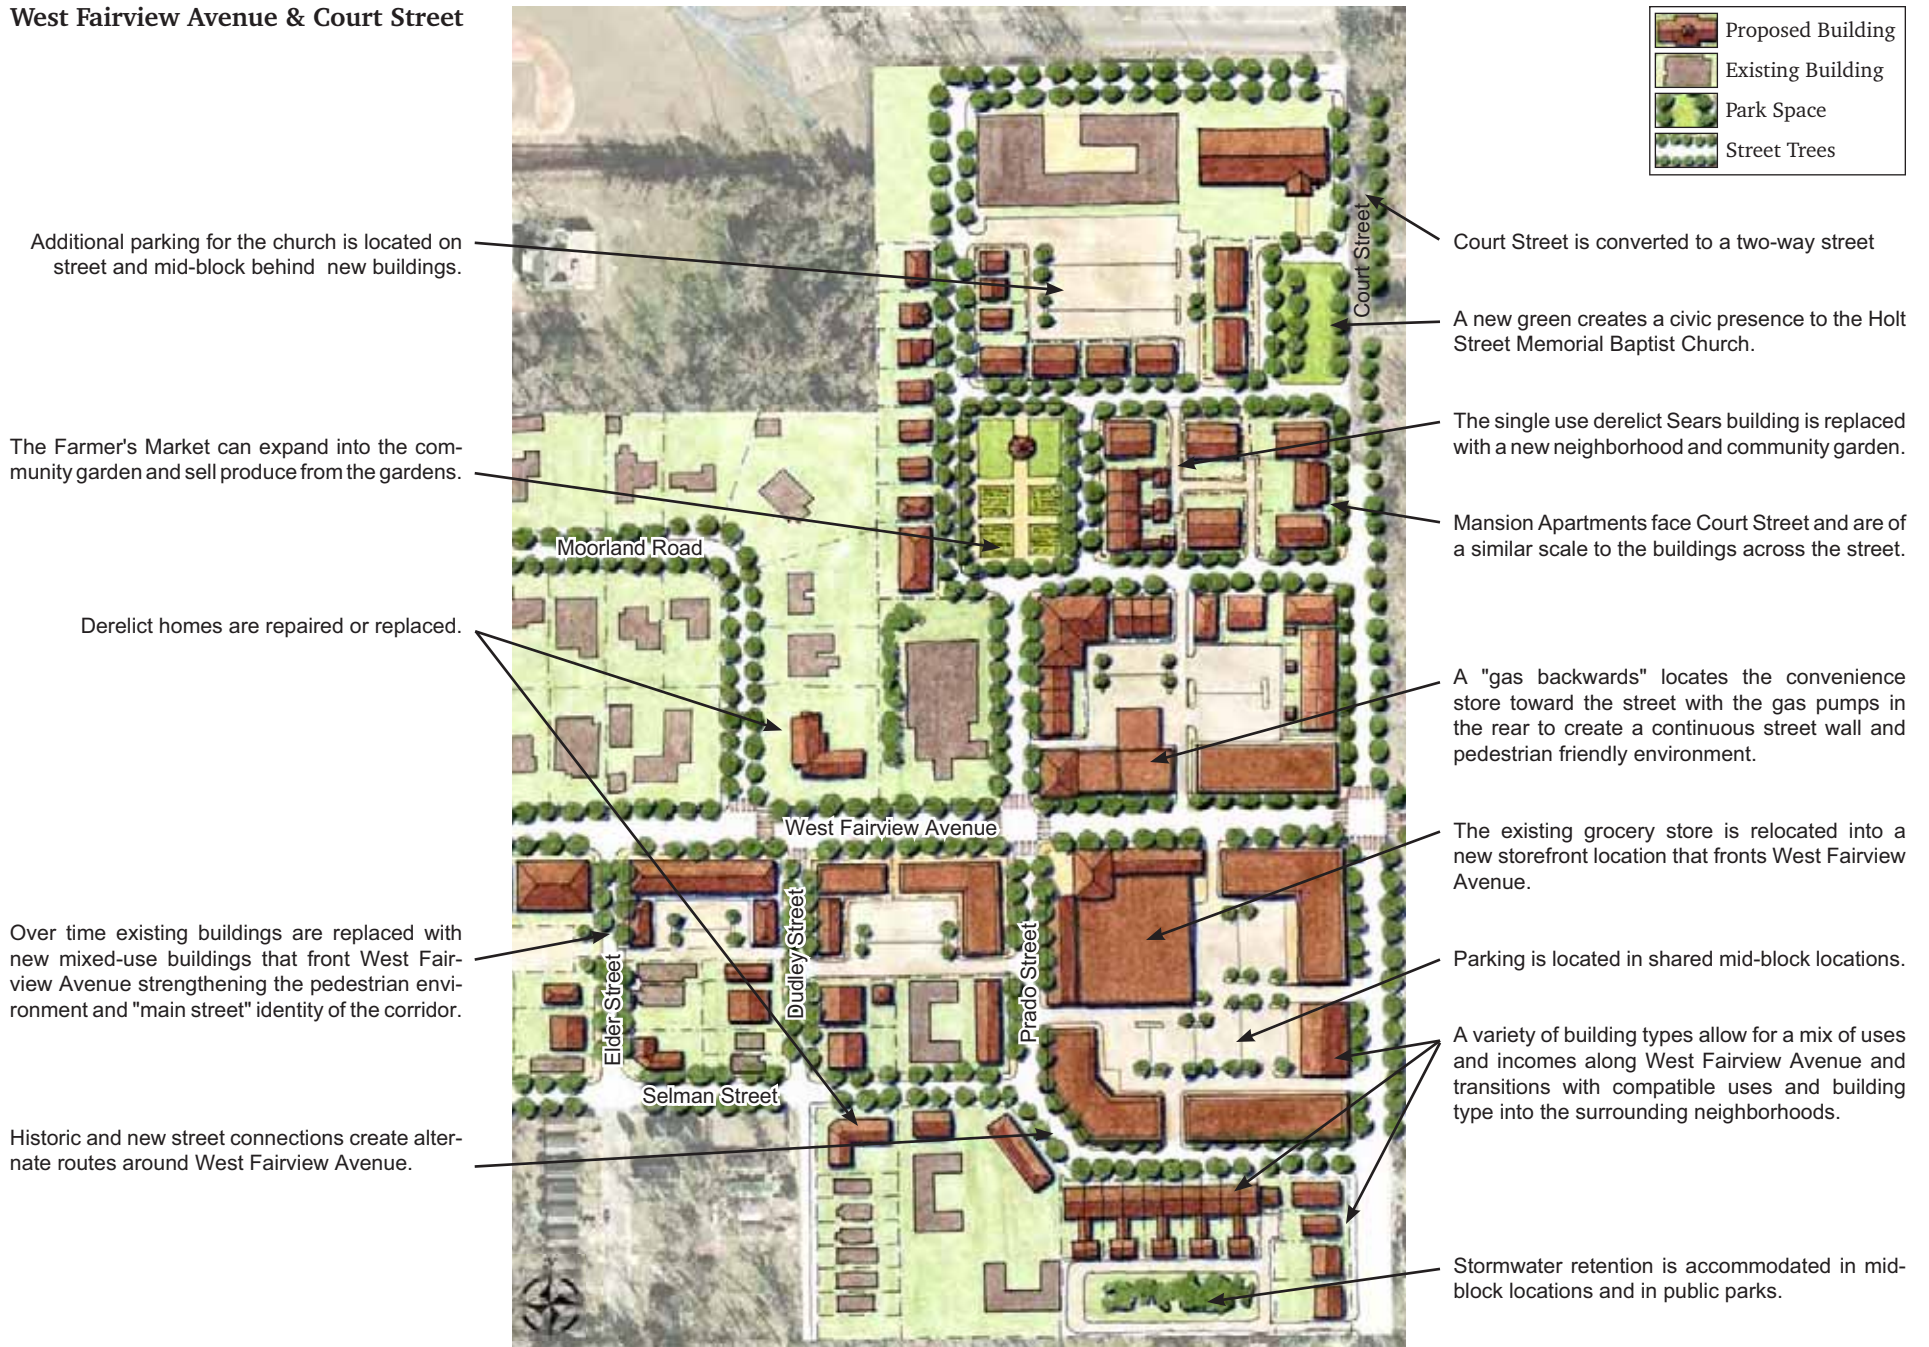 West Fairview Avenue & Court Street
Proposed Building
Existing Building
Park Space
Street Trees
Additional parking for the church is located on
street and mid-block behind new buildings.
The Farmer's Market can expand into the com-
munity garden and sell produce from the gardens.
Derelict homes are repaired or replaced.
Over time existing buildings are replaced with
new mixed-use buildings that front West Fair-
view Avenue strengthening the pedestrian envi-
ronment and "main street" identity of the corridor.
Historic and new street connections create alter-
nate routes around West Fairview Avenue.
Court Street
Moorland Road
West Fairview Avenue
Elder Street
Dudley Street
Prado Street
Selman Street
Court Street is converted to a two-way street
A new green creates a civic presence to the Holt
Street Memorial Baptist Church.
The single use derelict Sears building is replaced
with a new neighborhood and community garden.
Mansion Apartments face Court Street and are of
a similar scale to the buildings across the street.
A "gas backwards" locates the convenience
store toward the street with the gas pumps in
the rear to create a continuous street wall and
pedestrian friendly environment.
The existing grocery store is relocated into a
new storefront location that fronts West Fairview
Avenue.
Parking is located in shared mid-block locations.
A variety of building types allow for a mix of uses
and incomes along West Fairview Avenue and
transitions with compatible uses and building
type into the surrounding neighborhoods.
Stormwater retention is accommodated in mid-
block locations and in public parks.